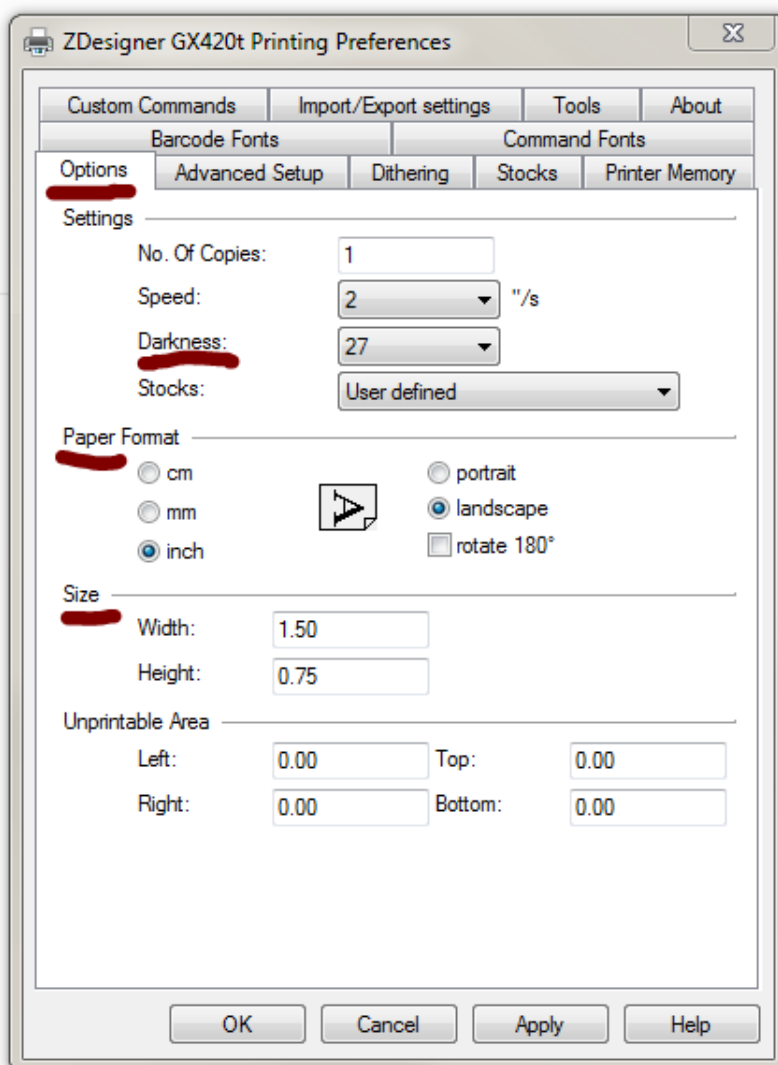 ZDesigner GX420t Printing Preferences
Custom Commands Import/Export settings Tools About
Barcode Fonts Command Fonts
Options Advanced Setup Dithering Stocks Printer Memory
Settings
No. Of Copies: 1
Speed: 2 "/s
Darkness: 27
Stocks: User defined
Paper Format
cm portrait
mm A landscape
inch rotate 180°
Size
Width: 1.50
Height: 0.75
Unprintable Area
Left: 0.00 Top: 0.00
Right: 0.00 Bottom: 0.00
OK Cancel Apply Help